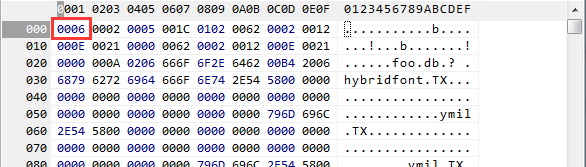 0001 0203 0405 0607 0809 0A0B 0C0D 0E0F 0123456789ABCDEF
000 0006 0002 0005 001C 0102 0062 0002 0012 ...........b....
010 000E 0021 0000 0062 0002 0012 000E 0021 ...!...b.......!
020 0000 000A 0206 666F 6F2E 6462 00B4 2006 ......foo.db.? .
030 6879 6272 6964 666F 6E74 2E54 5800 0000 hybridfont.TX...
040 0000 0000 0000 0000 0000 0000 0000 0000 ................
050 0000 0000 0000 0000 0000 0000 796D 696C ............ymil
060 2E54 5800 0000 0000 0000 0000 0000 0000 .TX.............
070 0000 0000 0000 0000 0000 0000 0000 0000 ................
080 0000 0000 0000 0000 796D 696C 2E54 5800 ........ymil.TX.